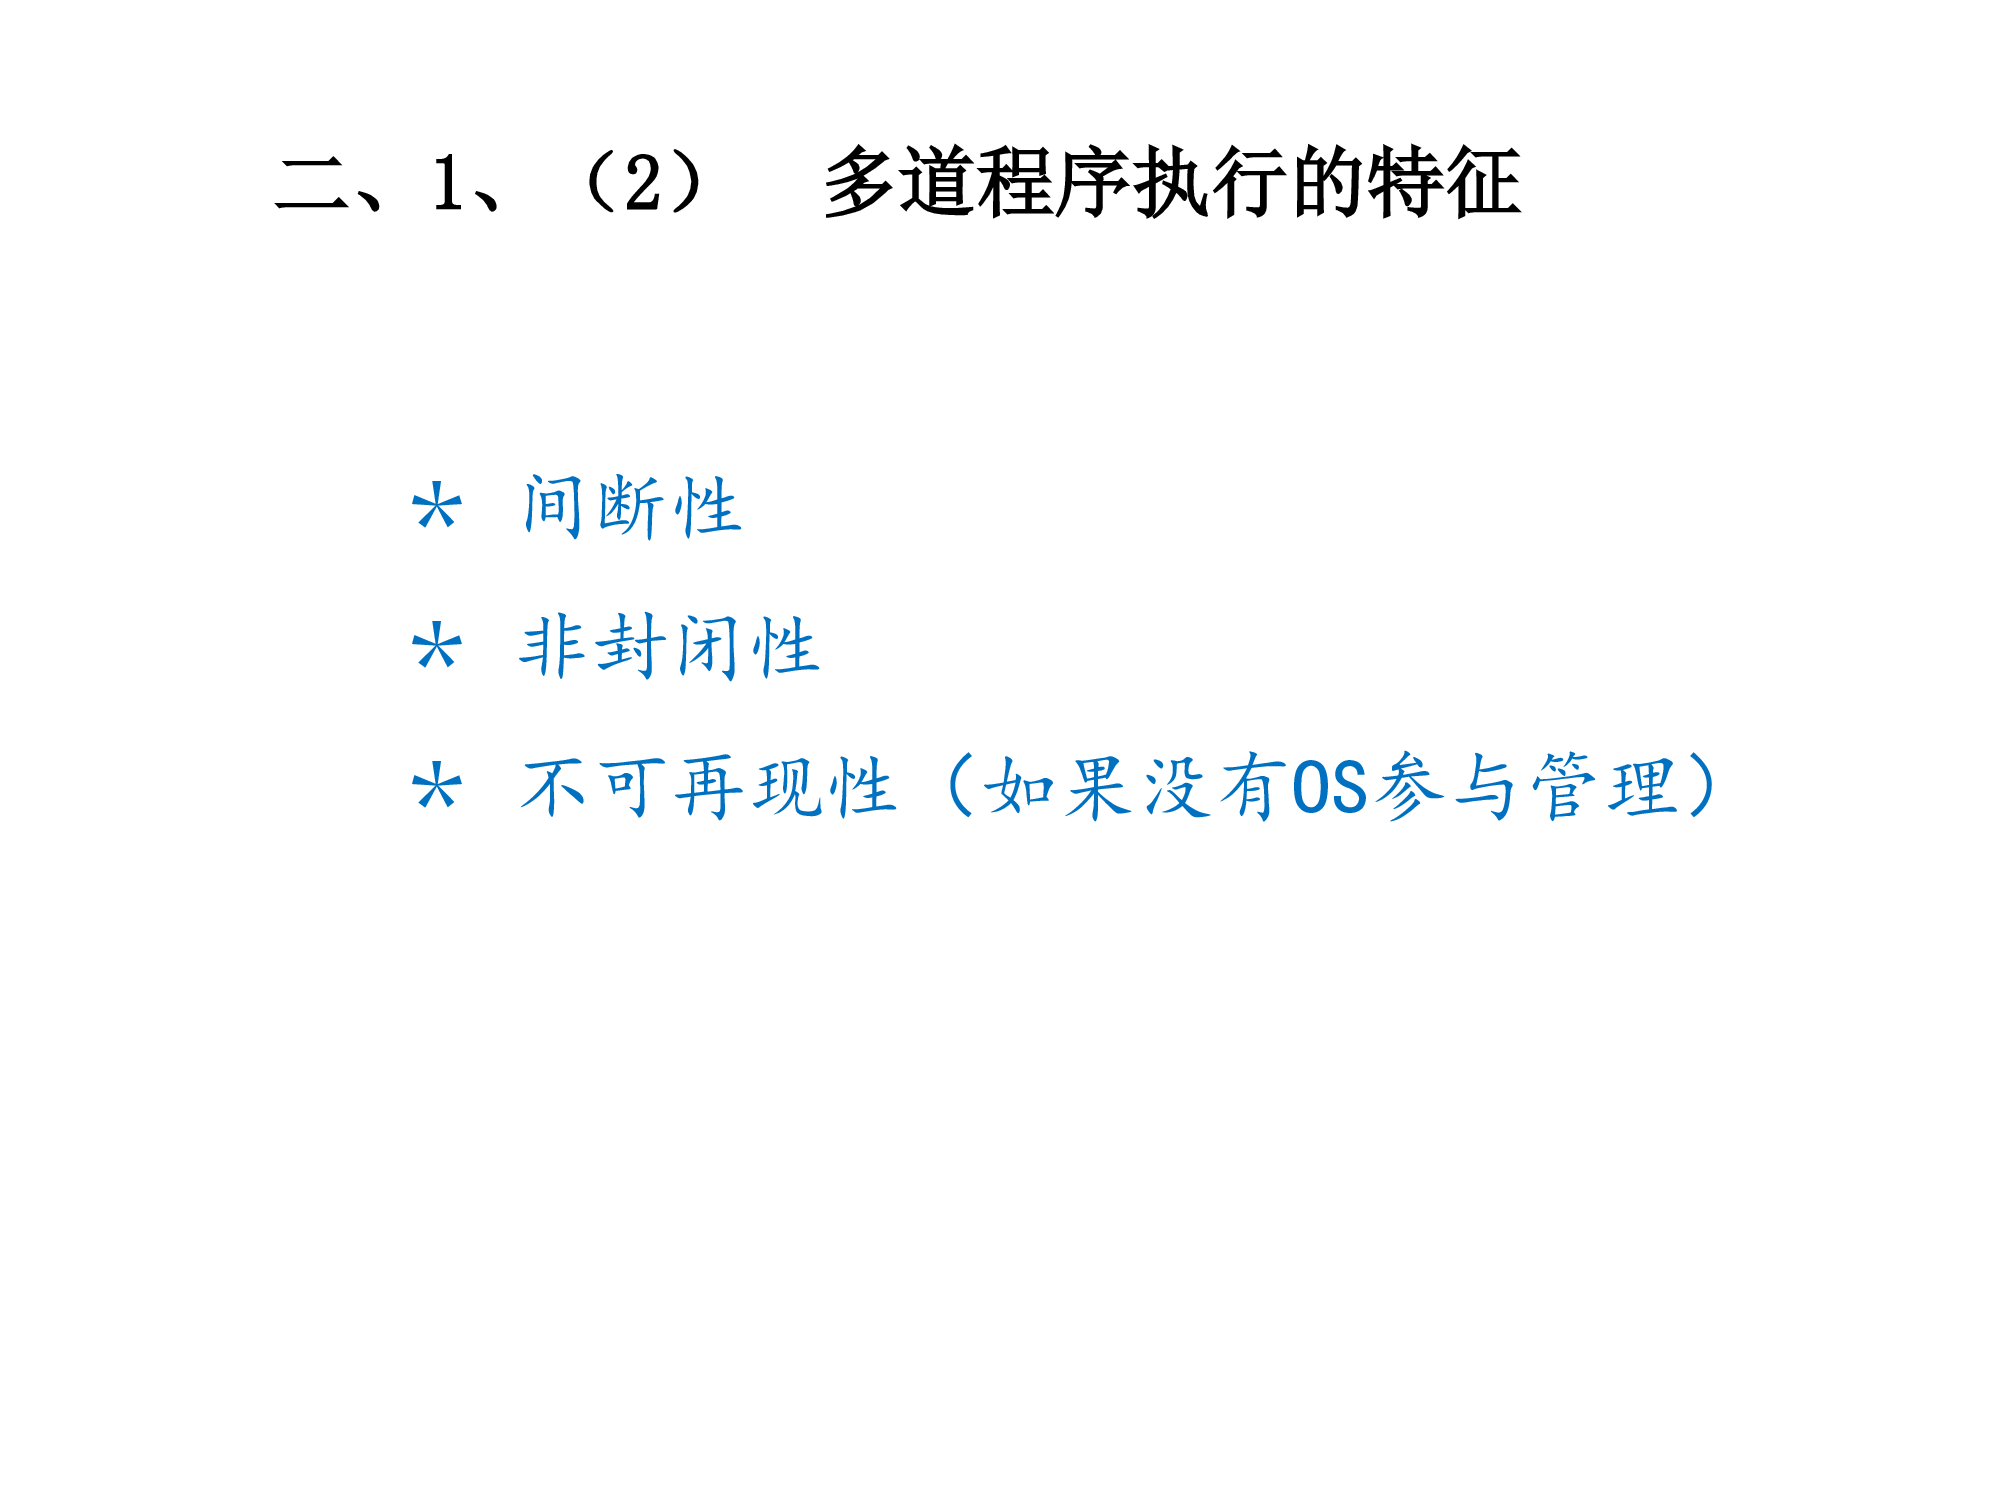 二、1、（2） 多道程序执行的特征
* 间断性
* 非封闭性
* 不可再现性（如果没有OS参与管理）